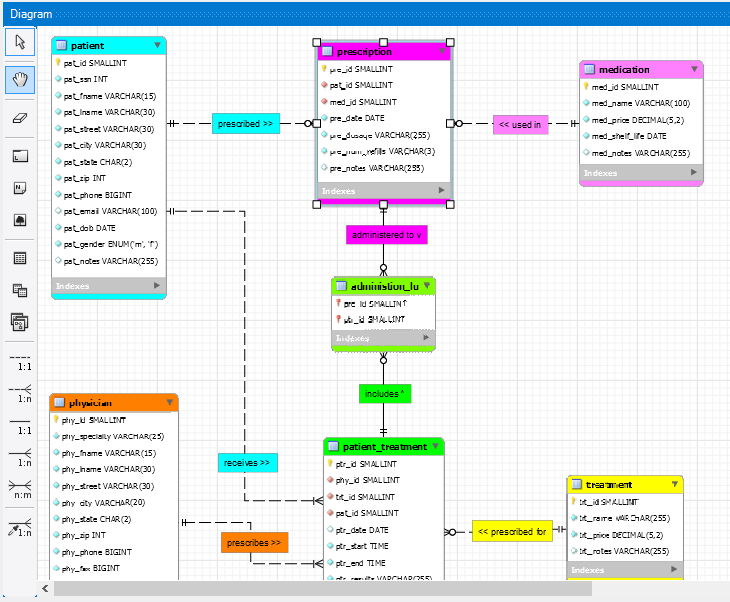 Diagram
patient
pat_id SMALLINT
pat_ssn INT
pat_fname VARCHAR(15)
pat_lname VARCHAR(30)
pat_street VARCHAR(30)
pat_city VARCHAR(30)
pat_state CHAR(2)
pat_zip INT
pat_phone BIGINT
pat_email VARCHAR(100)
pat_dob DATE
pat_gender ENUM('m', 'f')
pat_notes VARCHAR(255)
Indexes
prescribed >>
prescription
pre_id SMALLINT
pat_id SMALLINT
med_id SMALLINT
pre_date DATE
pre_dosage VARCHAR(255)
pre_num_refills VARCHAR(3)
pre_notes VARCHAR(255)
Indexes
<< used in
medication
med_id SMALLINT
med_name VARCHAR(100)
med_price DECIMAL(5,2)
med_shelf_life DATE
med_notes VARCHAR(255)
Indexes
administered to v
administion_lu
pre_id SMALLINT
ptr_id SMALLINT
Indexes
includes ^
1:1
1:n
1:1
1:n
n:m
1:n
physician
phy_id SMALLINT
phy_specialty VARCHAR(25)
phy_fname VARCHAR(15)
phy_lname VARCHAR(30)
phy_street VARCHAR(30)
phy_city VARCHAR(20)
phy_state CHAR(2)
phy_zip INT
phy_phone BIGINT
phy_fax BIGINT
receives >>
prescribes >>
patient_treatment
ptr_id SMALLINT
phy_id SMALLINT
trt_id SMALLINT
pat_id SMALLINT
ptr_date DATE
ptr_start TIME
ptr_end TIME
ptr_results VARCHAR(255)
<< prescribed for
treatment
trt_id SMALLINT
trt_name VARCHAR(255)
trt_price DECIMAL(5,2)
trt_notes VARCHAR(255)
Indexes